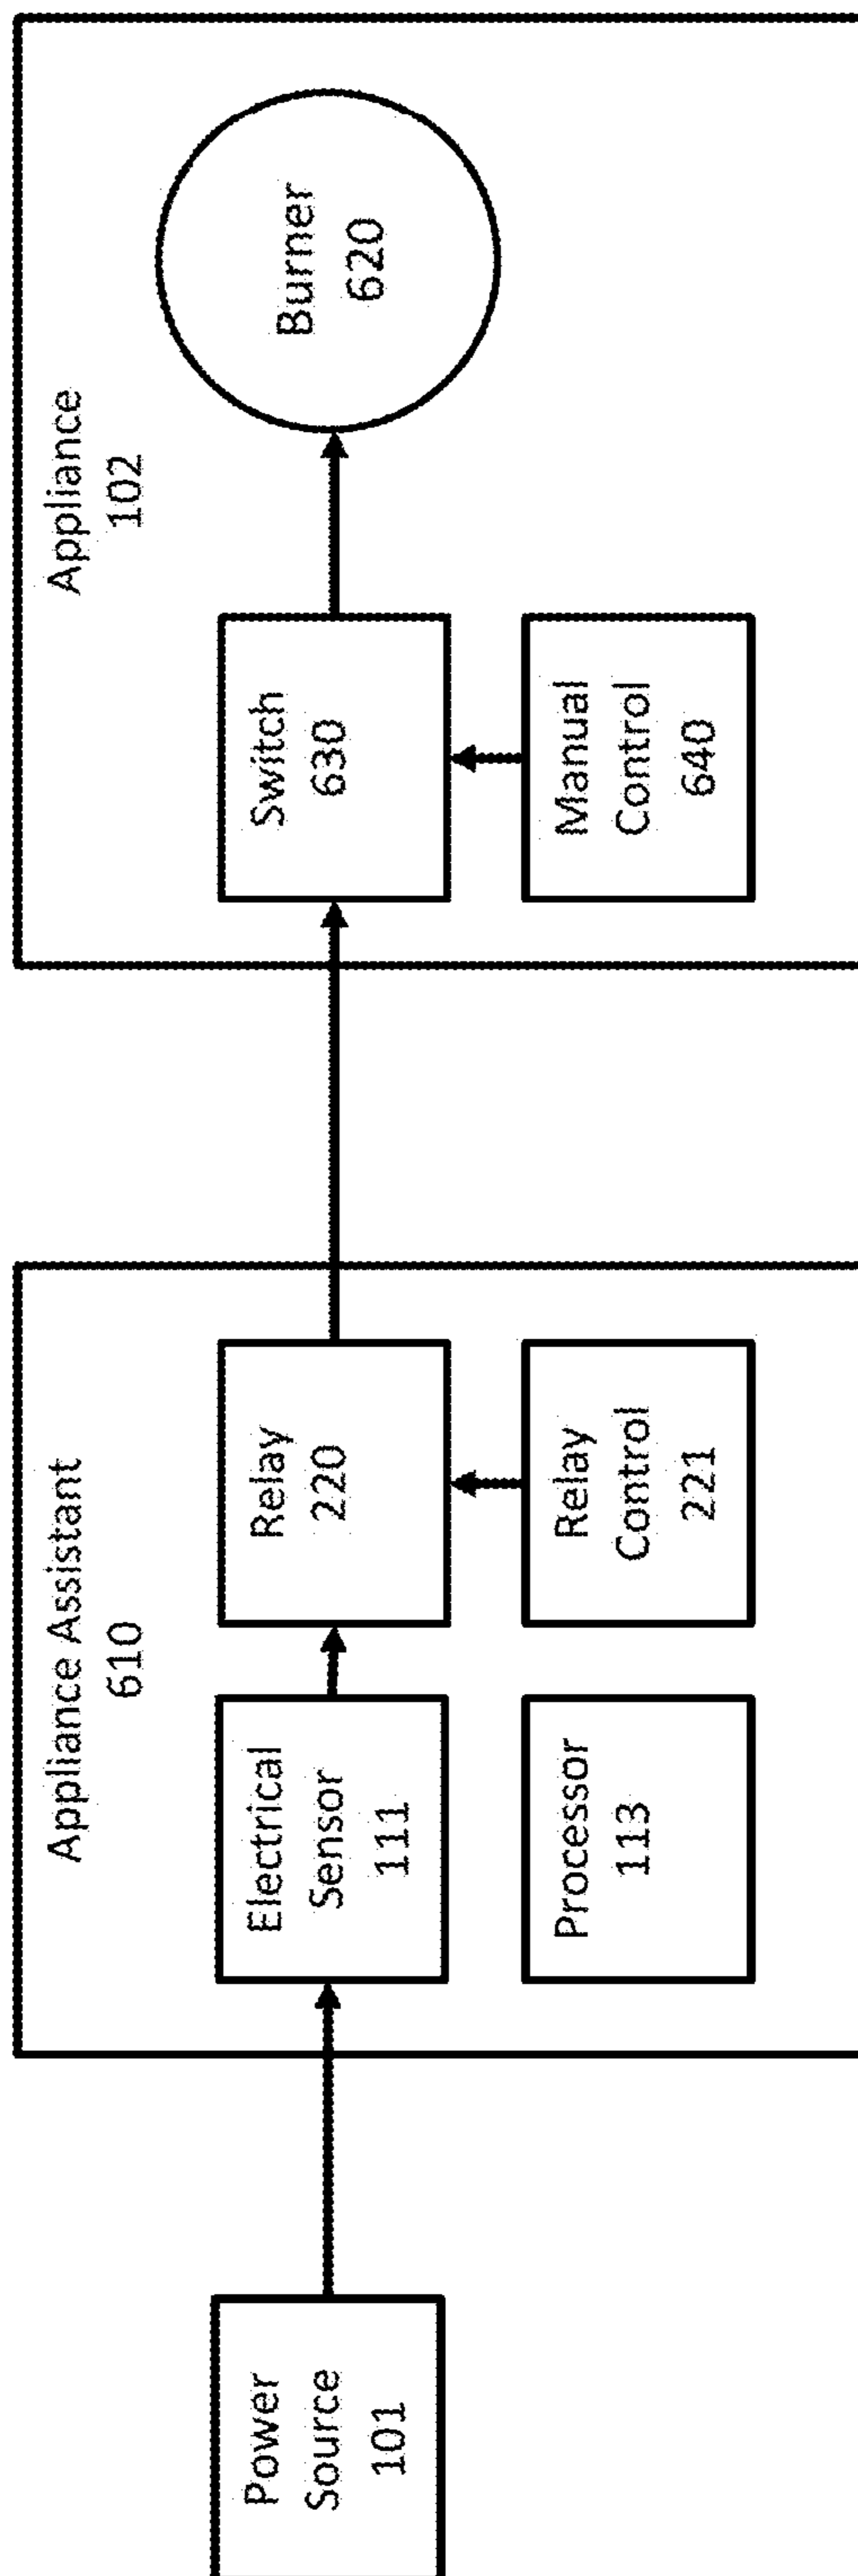 Power
Source
101
Appliance Assistant
610
Electrical
Sensor
111
Relay
220
Processor
113
Relay
Control
221
Appliance
102
Switch
630
Burner
620
Manual
Control
640